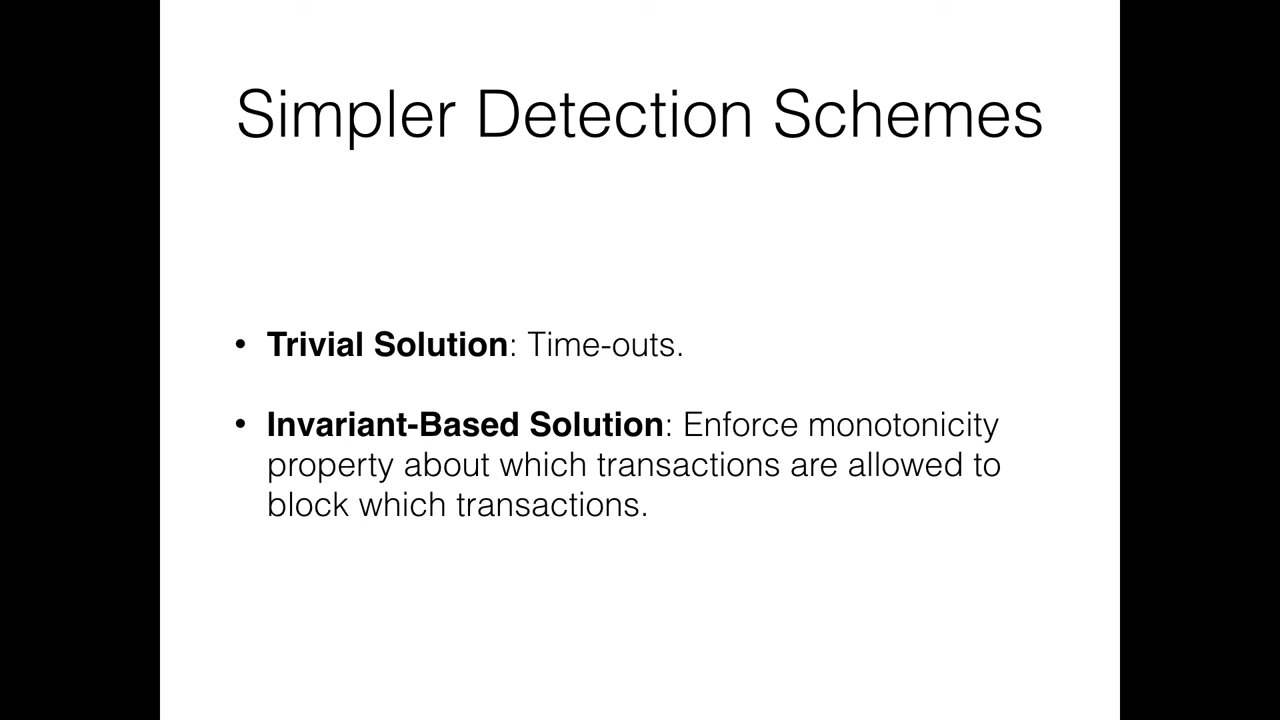 Simpler Detection Schemes
• Trivial Solution: Time-outs.
• Invariant-Based Solution: Enforce monotonicity
property about which transactions are allowed to
block which transactions.